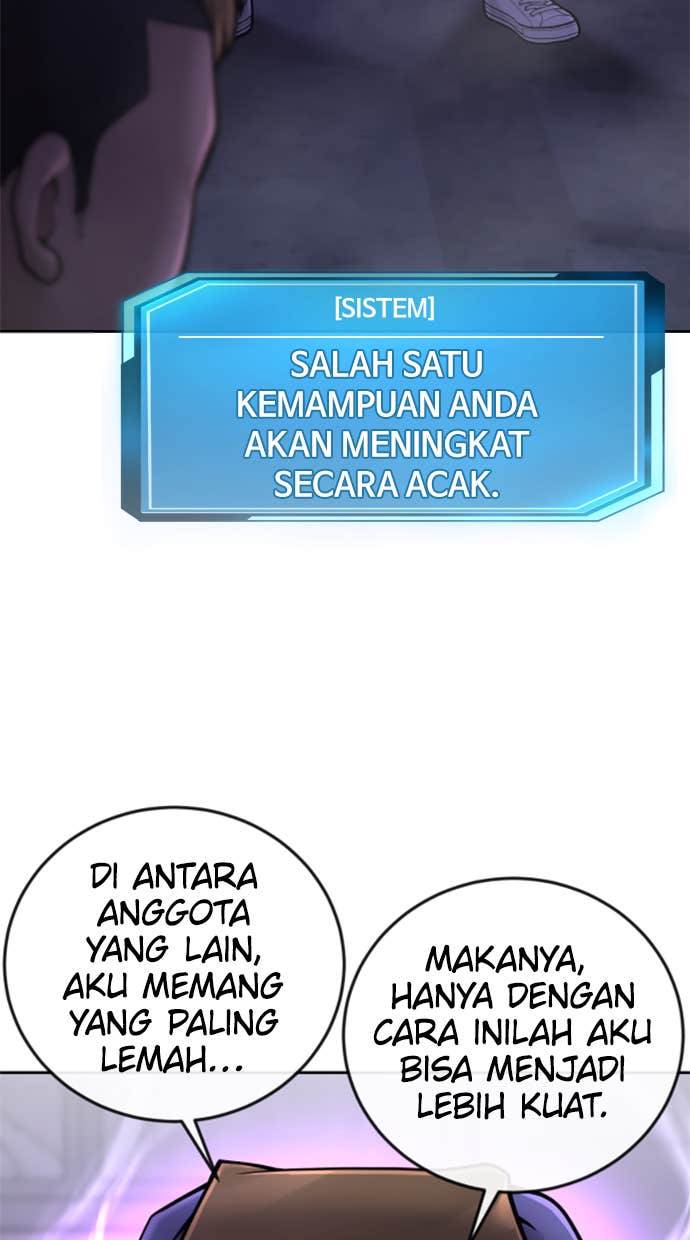 [SISTEM]
SALAH SATU
KEMAMPUAN ANDA
AKAN MENINGKAT
SECARA ACAK.
DI ANTARA
ANGGOTA
YANG LAIN,
AKU MEMANG
YANG PALING
LEMAH...
MAKANYA,
HANYA DENGAN
CARA INILAH AKU
BISA MENJADI
LEBIH KUAT.